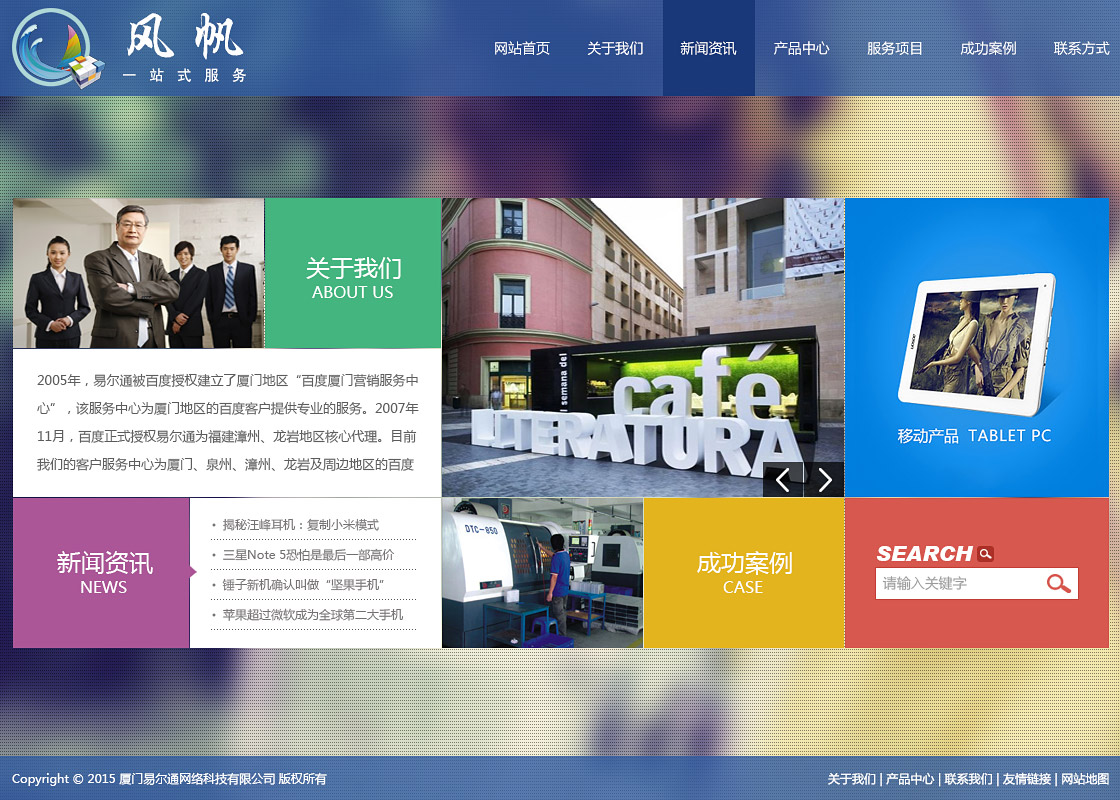 风帆
一站式服务
网站首页 关于我们 新闻资讯 产品中心 服务项目 成功案例 联系方式
关于我们
ABOUT US
2005年，易尔通被百度授权建立了厦门地区“百度厦门营销服务中
心”，该服务中心为厦门地区的百度客户提供专业的服务。2007年
11月，百度正式授权易尔通为福建漳州、龙岩地区核心代理。目前
我们的客户服务中心为厦门、泉州、漳州、龙岩及周边地区的百度
semana del
café
LITERATURA
移动产品 TABLET PC
新闻资讯
NEWS
· 揭秘汪峰耳机：复制小米模式
· 三星Note 5恐怕是最后一部高价
· 锤子新机确认叫做“坚果手机”
· 苹果超过微软成为全球第二大手机
DTC-850
成功案例
CASE
SEARCH
请输入关键字
Copyright © 2015 厦门易尔通网络科技有限公司 版权所有
关于我们 | 产品中心 | 联系我们 | 友情链接 | 网站地图